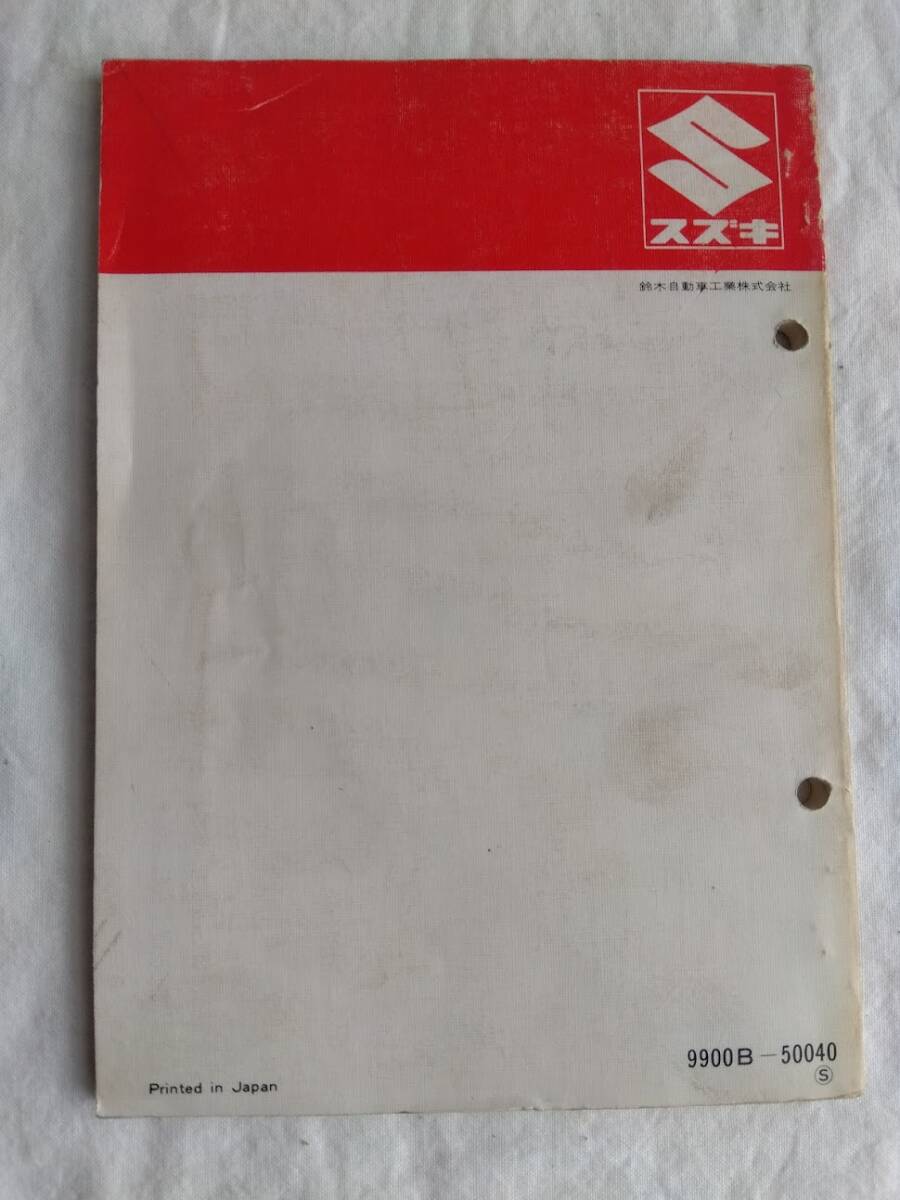 スズキ
鈴木自動車工業株式会社
9900B-50040
Ⓢ
Printed in Japan